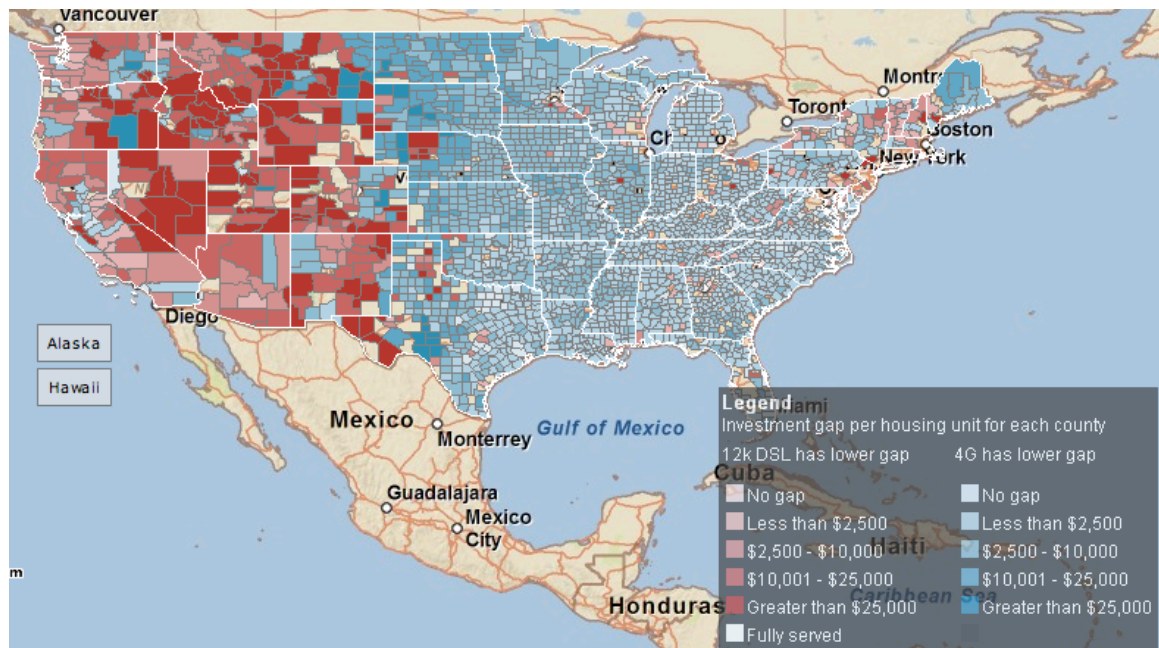 Vancouver
Montr
Toront
Boston
New York
Ch
N
G
V
Diego
Alaska
Hawaii
Mexico
Monterrey
Gulf of Mexico
Guadalajara
Mexico
City
m
Honduras
Cuba
Haiti
Caribbean Sea
iami
Legend
Investment gap per housing unit for each county
12k DSL has lower gap
4G has lower gap
No gap
No gap
Less than $2,500
Less than $2,500
$2,500 - $10,000
$2,500 - $10,000
$10,001 - $25,000
$10,001 - $25,000
Greater than $25,000
Greater than $25,000
Fully served